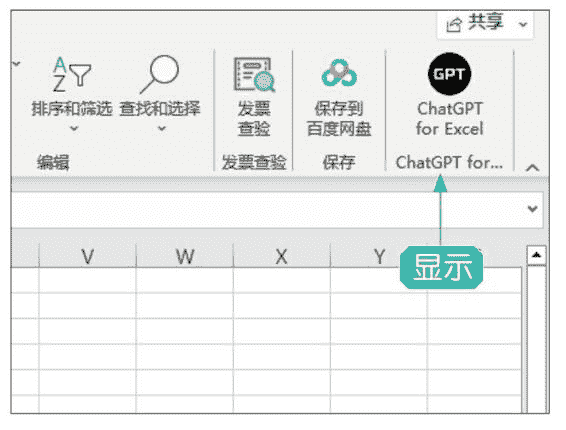 共享
A
Z
排序和筛选
查找和选择
编辑
发票
查验
发票查验
保存到
百度网盘
保存
GPT
ChatGPT
for Excel
ChatGPT for...
V
W
X
Y
显示